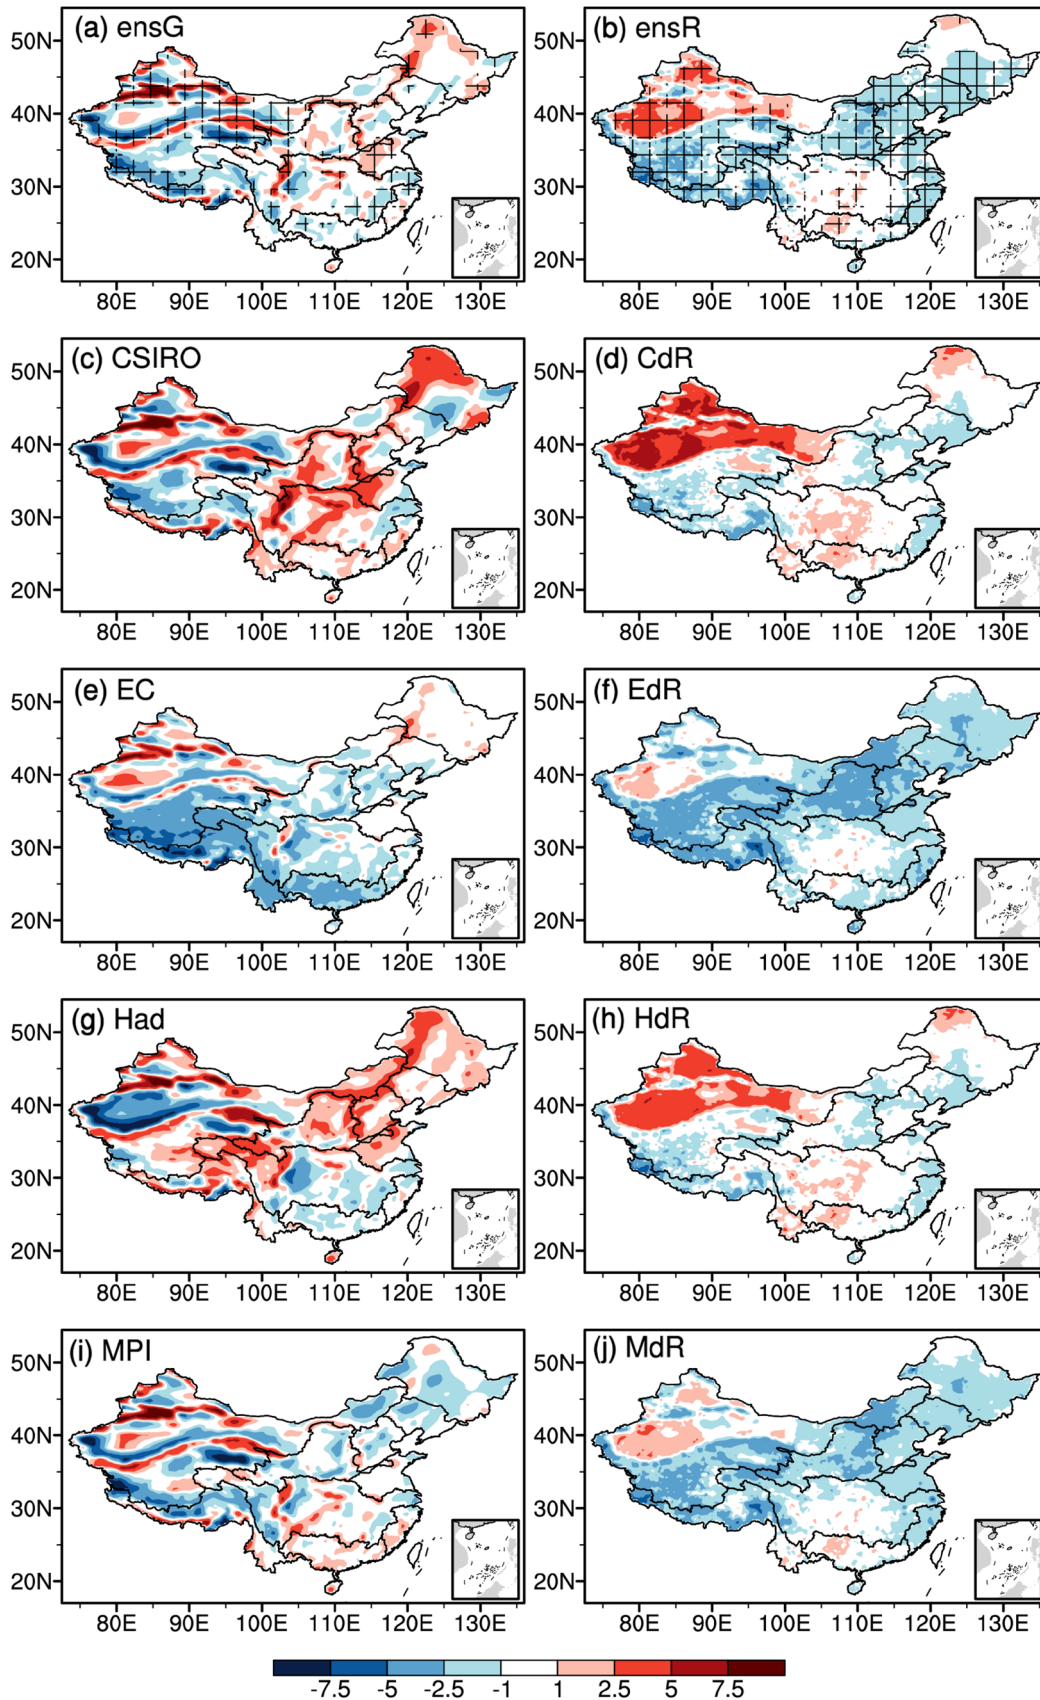 (a) ensG
(b) ensR
50N
40N
30N
20N
50N
40N
30N
20N
80E 90E 100E 110E 120E 130E
80E 90E 100E 110E 120E 130E
(c) CSIRO
(d) CdR
50N
40N
30N
20N
50N
40N
30N
20N
80E 90E 100E 110E 120E 130E
80E 90E 100E 110E 120E 130E
(e) EC
(f) EdR
50N
40N
30N
20N
50N
40N
30N
20N
80E 90E 100E 110E 120E 130E
80E 90E 100E 110E 120E 130E
(g) Had
(h) HdR
50N
40N
30N
20N
50N
40N
30N
20N
80E 90E 100E 110E 120E 130E
80E 90E 100E 110E 120E 130E
(i) MPI
(j) MdR
50N
40N
30N
20N
50N
40N
30N
20N
80E 90E 100E 110E 120E 130E
80E 90E 100E 110E 120E 130E
-7.5 -5 -2.5 -1 1 2.5 5 7.5